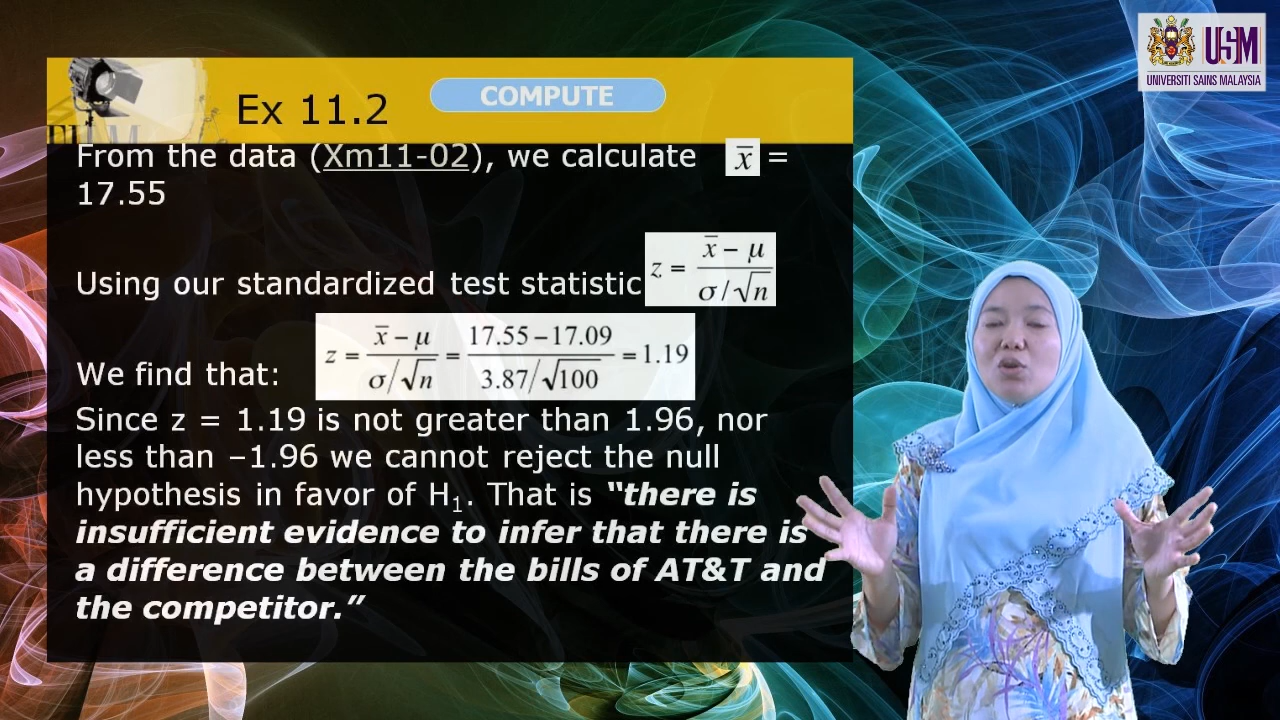 USM
UNIVERSITI SAINS MALAYSIA
Ex 11.2
COMPUTE
From the data (Xm11-02), we calculate x̄ =
17.55
Using our standardized test statistic z = (x̄ − μ) / (σ/√n)
We find that: z = (x̄ − μ) / (σ/√n) = (17.55 − 17.09) / (3.87/√100) = 1.19
Since z = 1.19 is not greater than 1.96, nor
less than –1.96 we cannot reject the null
hypothesis in favor of H₁. That is “there is
insufficient evidence to infer that there is
a difference between the bills of AT&T and
the competitor.”